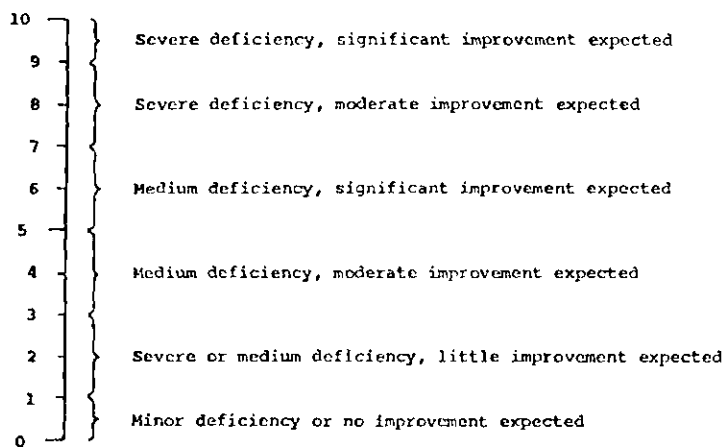 10
Severe deficiency, significant improvement expected
9
8 Severe deficiency, moderate improvement expected
7
6 Medium deficiency, significant improvement expected
5
4 Medium deficiency, moderate improvement expected
3
2 Severe or medium deficiency, little improvement expected
1
Minor deficiency or no improvement expected
0